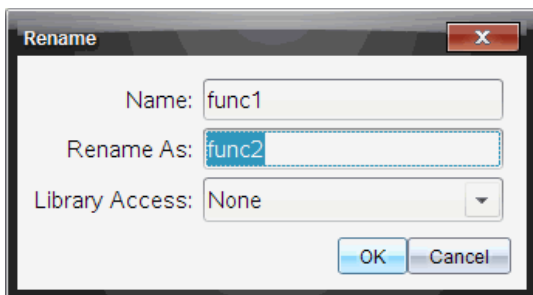 Rename
Name: func1
Rename As: func2
Library Access: None
OK Cancel